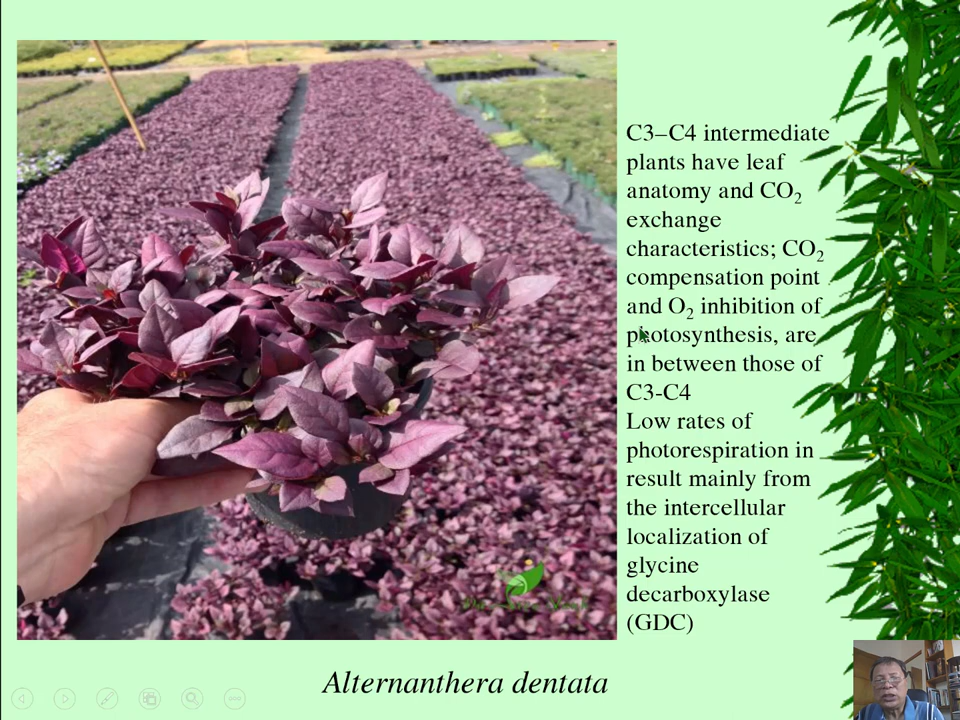 C3–C4 intermediate
plants have leaf
anatomy and CO₂
exchange
characteristics; CO₂
compensation point
and O₂ inhibition of
photosynthesis, are
in between those of
C3-C4
Low rates of
photorespiration in
result mainly from
the intercellular
localization of
glycine
decarboxylase
(GDC)
Alternanthera dentata